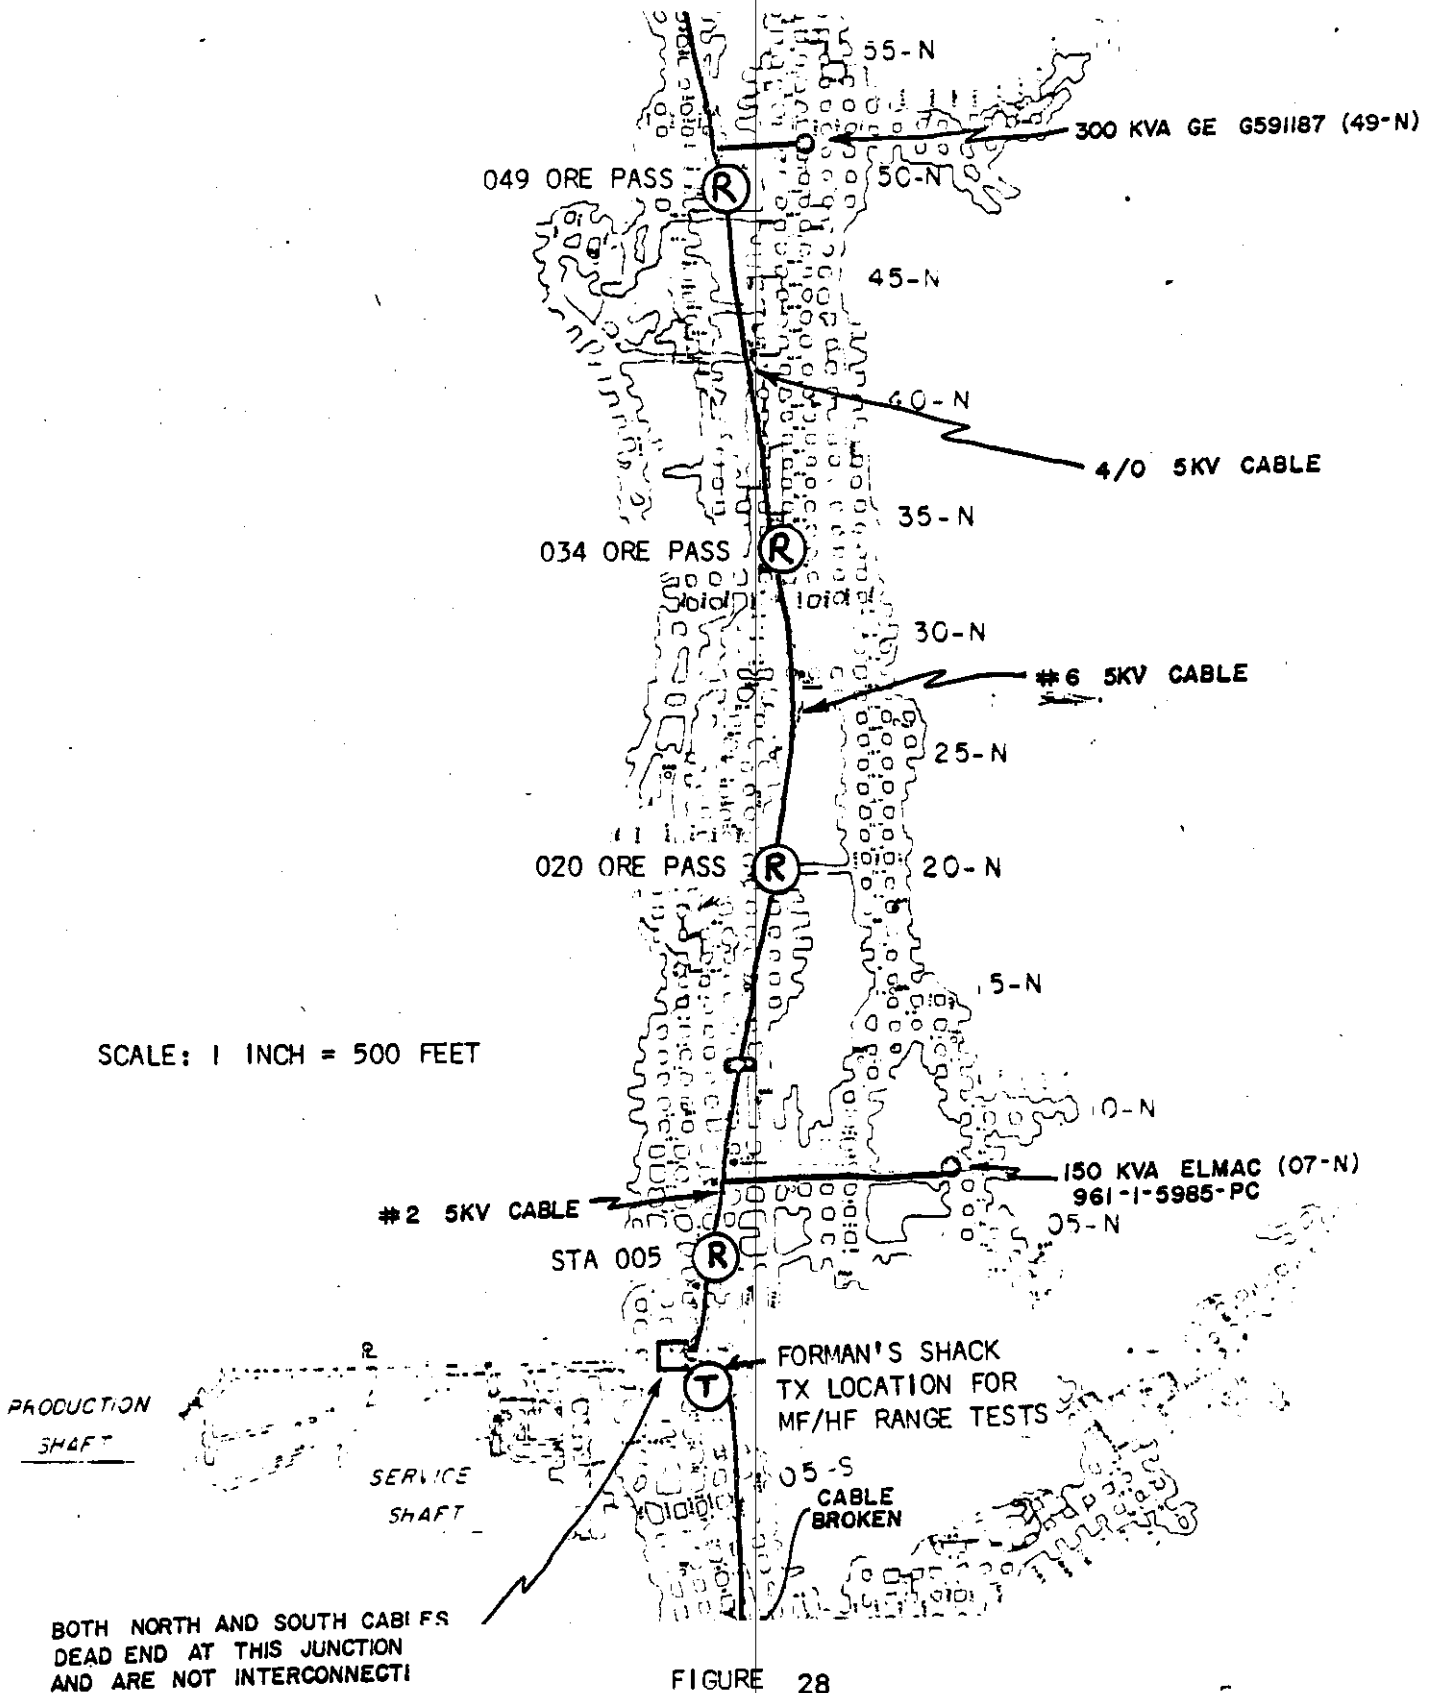 55-N
300 KVA GE G591187 (49-N)
049 ORE PASS
R
50-N
45-N
40-N
4/0 5KV CABLE
35-N
034 ORE PASS
R
30-N
#6 5KV CABLE
25-N
020 ORE PASS
R
20-N
5-N
SCALE: 1 INCH = 500 FEET
0-N
150 KVA ELMAC (07-N)
961-1-5985-PC
#2 5KV CABLE
05-N
STA 005
R
FORMAN'S SHACK
TX LOCATION FOR
MF/HF RANGE TESTS
T
PRODUCTION
SHAFT
SERVICE
SHAFT
05-S
CABLE
BROKEN
BOTH NORTH AND SOUTH CABLES
DEAD END AT THIS JUNCTION
AND ARE NOT INTERCONNECTI
FIGURE 28